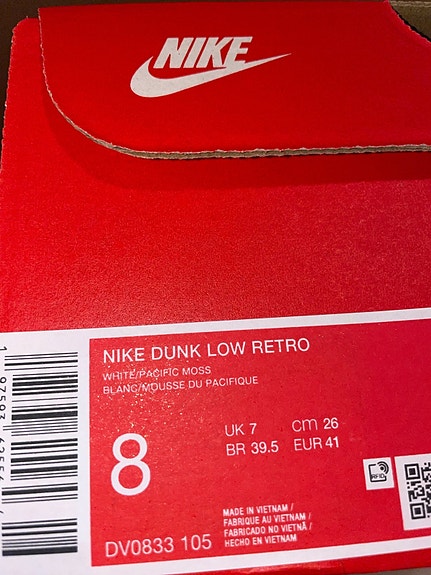 NIKE
NIKE DUNK LOW RETRO
WHITE/PACIFIC MOSS
BLANC/MOUSSE DU PACIFIQUE
8
UK 7 CM 26
BR 39.5 EUR 41
RFID
MADE IN VIETNAM /
FABRIQUE AU VIETNAM /
FABRICADO NO VIETNÃ /
HECHO EN VIETNAM
DV0833 105